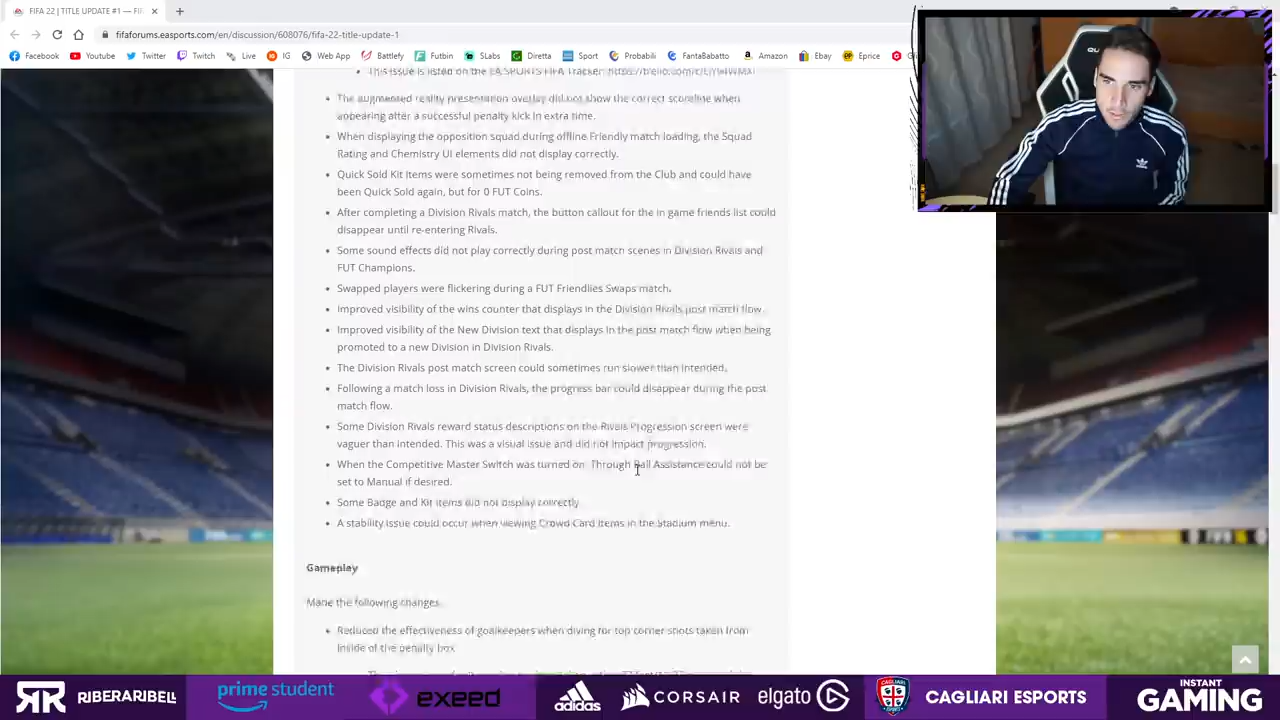 FIFA 22 | TITLE UPDATE #1 — FI
fifaforums.easports.com/en/discussion/608076/fifa-22-title-update-1
Facebook YouTube Twitter Twitch Live IG Web App Battlefy Futbin SLabs Diretta Sport Probabili FantaBabatto Amazon Ebay Eprice
This issue is listed on the EA SPORTS FIFA Tracker
The augmented reality presentation overlay did not show the correct scoreline when
appearing after a successful penalty kick in extra time.
When displaying the opposition squad during offline Friendly match loading, the Squad
Rating and Chemistry UI elements did not display correctly.
Quick Sold Kit Items were sometimes not being removed from the Club and could have
been Quick Sold again, but for 0 FUT Coins.
After completing a Division Rivals match, the button callout for the in game friends list could
disappear until re-entering Rivals.
Some sound effects did not play correctly during post match scenes in Division Rivals and
FUT Champions.
Swapped players were flickering during a FUT Friendlies Swaps match.
Improved visibility of the wins counter that displays in the Division Rivals post match flow.
Improved visibility of the New Division text that displays in the post match flow when being
promoted to a new Division in Division Rivals.
The Division Rivals post match screen could sometimes run slower than intended.
Following a match loss in Division Rivals, the progress bar could disappear during the post
match flow.
Some Division Rivals reward status descriptions on the Rivals Progression screen were
vaguer than intended. This was a visual issue and did not impact progression.
When the Competitive Master Switch was turned on Through Ball Assistance could not be
set to Manual if desired.
Some Badge and Kit items did not display correctly
A stability issue could occur when viewing Crowd Card Items in the Stadium menu.
Gameplay
Made the following changes
Reduced the effectiveness of goalkeepers when diving for top corner shots taken from
inside of the penalty box
RIBERARIBELL prime student exeed adidas CORSAIR elgato CAGLIARI ESPORTS INSTANT GAMING